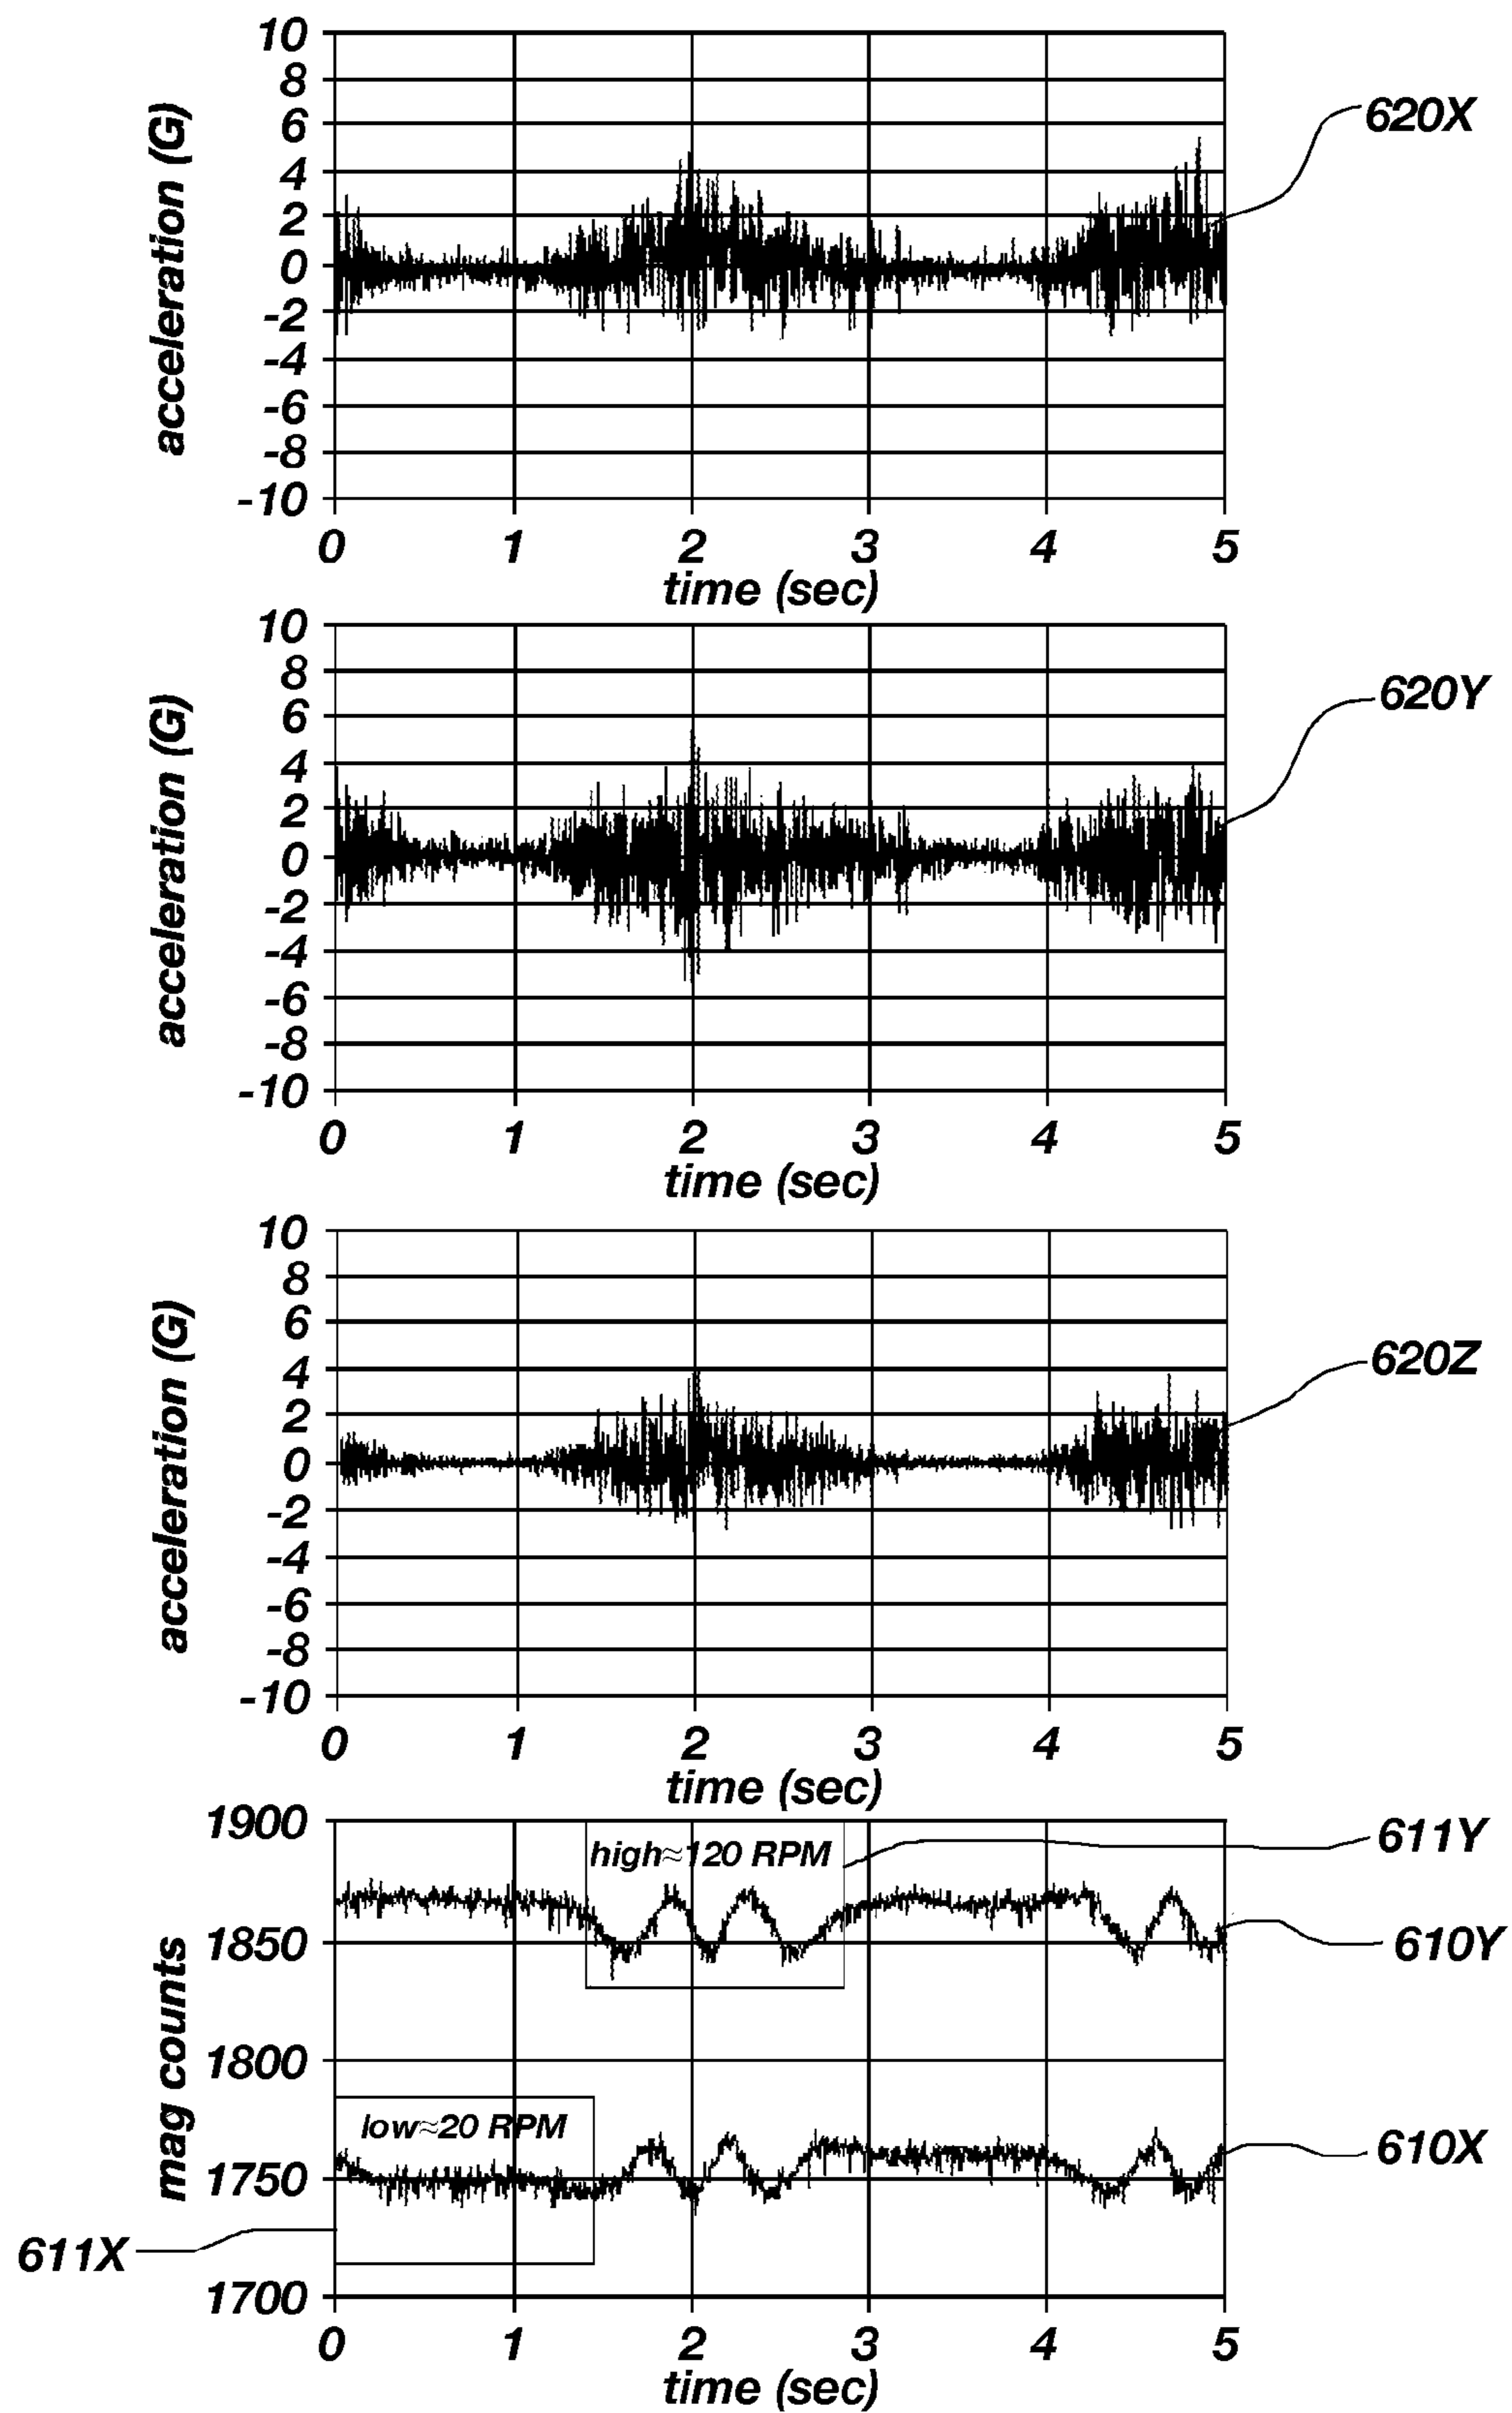 10
8
6
4
2
0
-2
-4
-6
-8
-10
acceleration (G)
620X
0 1 2 3 4 5
time (sec)
10
8
6
4
2
0
-2
-4
-6
-8
-10
acceleration (G)
620Y
0 1 2 3 4 5
time (sec)
10
8
6
4
2
0
-2
-4
-6
-8
-10
acceleration (G)
620Z
0 1 2 3 4 5
time (sec)
1900
1850
1800
1750
1700
mag counts
high≈120 RPM
611Y
610Y
low≈20 RPM
610X
611X
0 1 2 3 4 5
time (sec)